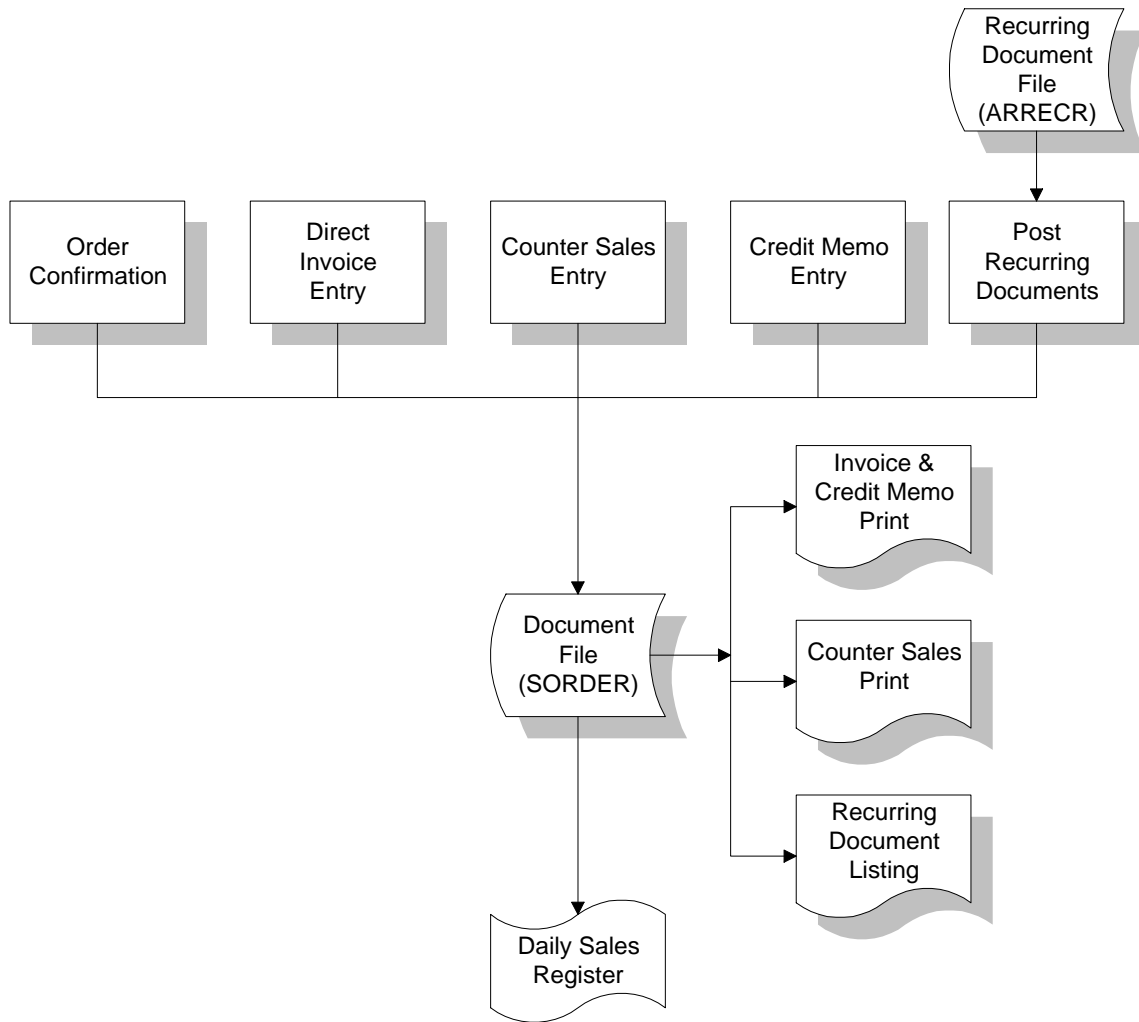 Recurring
Document
File
(ARRECR)
Order
Confirmation
Direct
Invoice
Entry
Counter Sales
Entry
Credit Memo
Entry
Post
Recurring
Documents
Invoice &
Credit Memo
Print
Document
File
(SORDER)
Counter Sales
Print
Recurring
Document
Listing
Daily Sales
Register